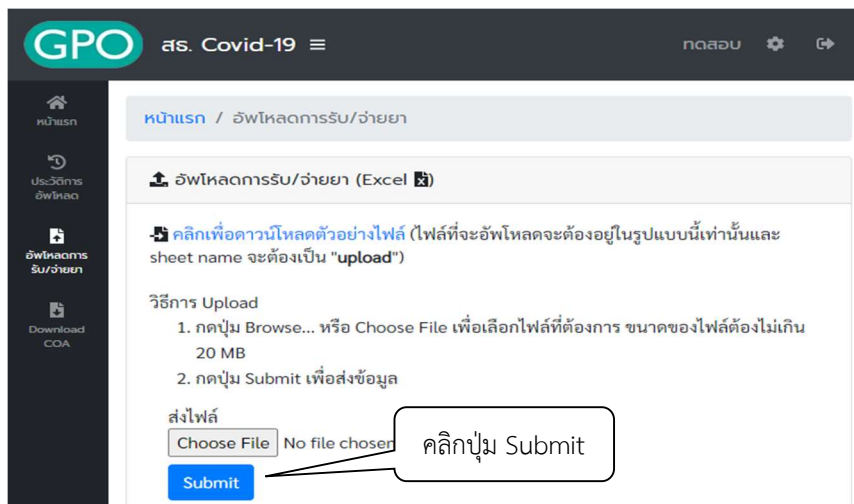 GPO สธ. Covid-19 ทดสอบ
หน้าแรก
ประวัติการ
อัพโหลด
อัพโหลดการ
รับ/จ่ายยา
Download
COA
หน้าแรก / อัพโหลดการรับ/จ่ายยา
อัพโหลดการรับ/จ่ายยา (Excel )
คลิกเพื่อดาวน์โหลดตัวอย่างไฟล์ (ไฟล์ที่จะอัพโหลดจะต้องอยู่ในรูปแบบนี้เท่านั้นและ
sheet name จะต้องเป็น "upload")
วิธีการ Upload
1. กดปุ่ม Browse... หรือ Choose File เพื่อเลือกไฟล์ที่ต้องการ ขนาดของไฟล์ต้องไม่เกิน
20 MB
2. กดปุ่ม Submit เพื่อส่งข้อมูล
ส่งไฟล์
Choose File No file chosen
คลิกปุ่ม Submit
Submit